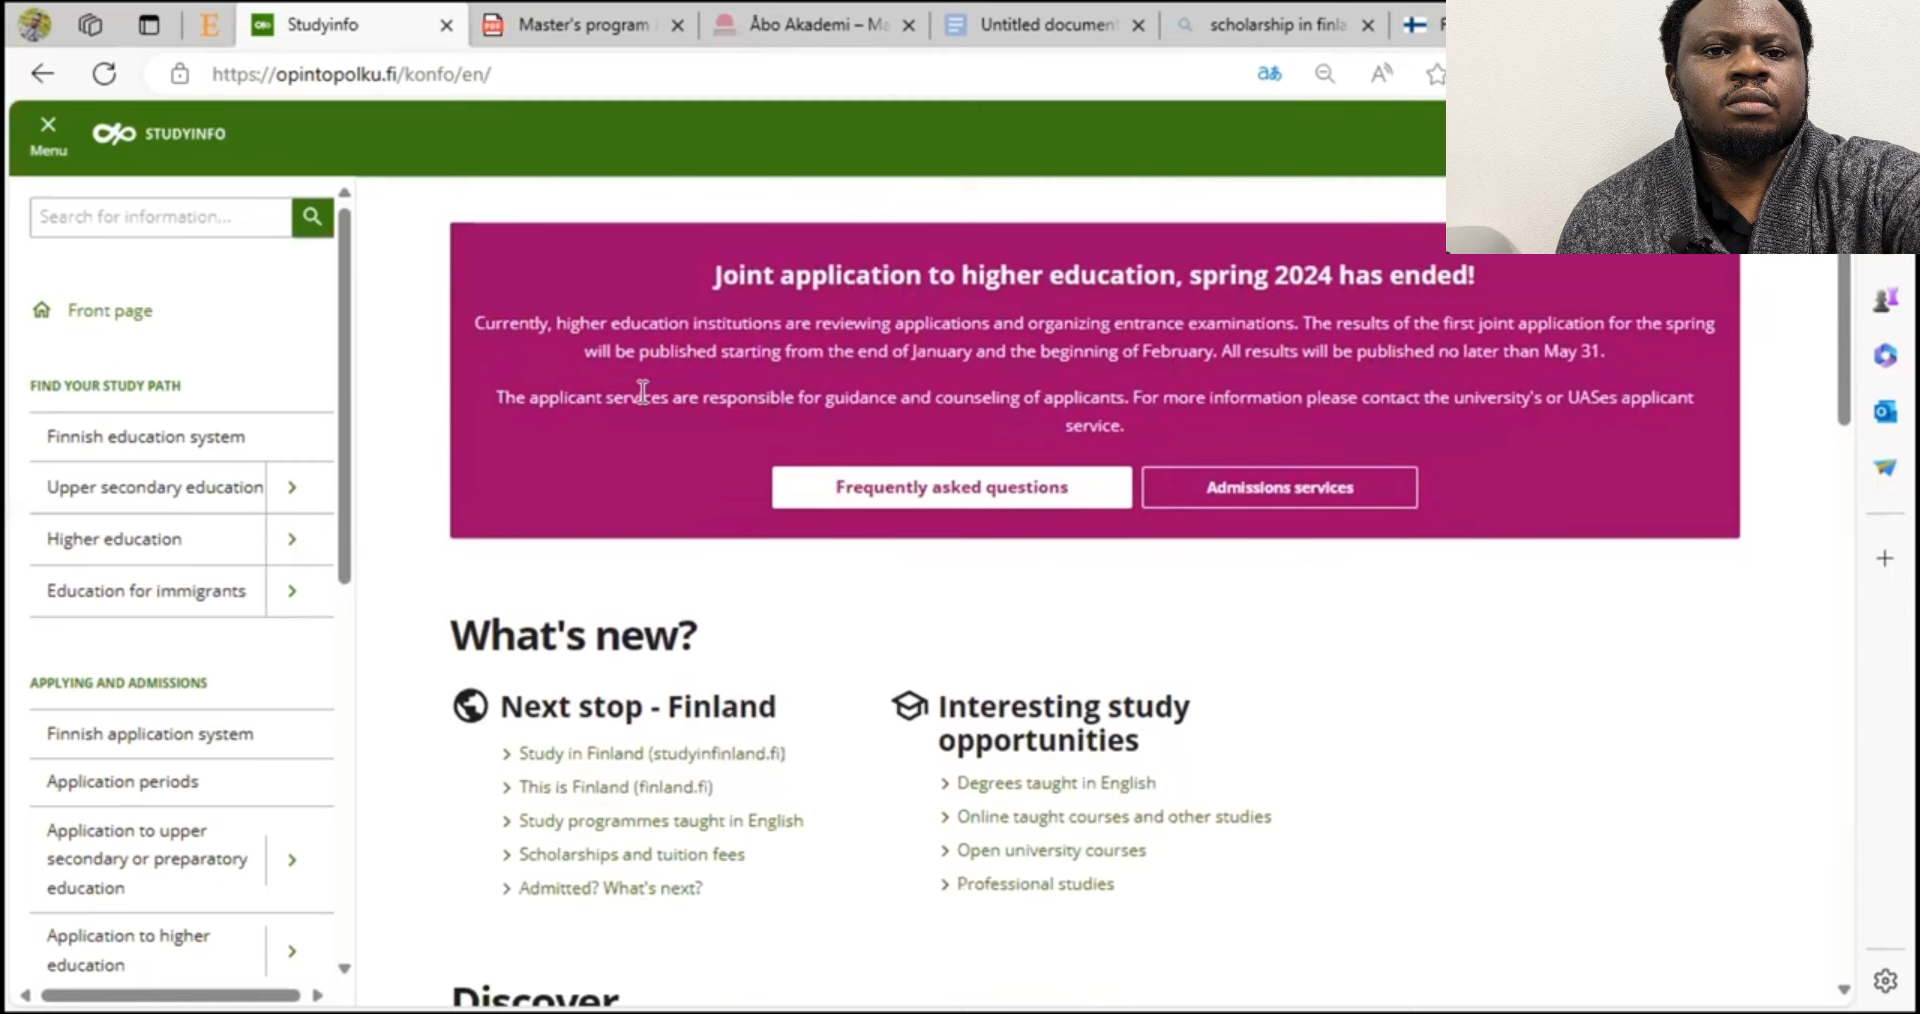 Studyinfo
Master's program
Åbo Akademi – Ma
Untitled document
scholarship in finla
https://opintopolku.fi/konfo/en/
Menu
STUDYINFO
Search for information...
Front page
FIND YOUR STUDY PATH
Finnish education system
Upper secondary education
Higher education
Education for immigrants
APPLYING AND ADMISSIONS
Finnish application system
Application periods
Application to upper
secondary or preparatory
education
Application to higher
education
Joint application to higher education, spring 2024 has ended!
Currently, higher education institutions are reviewing applications and organizing entrance examinations. The results of the first joint application for the spring
will be published starting from the end of January and the beginning of February. All results will be published no later than May 31.
The applicant services are responsible for guidance and counseling of applicants. For more information please contact the university's or UASes applicant
service.
Frequently asked questions
Admissions services
What's new?
Next stop - Finland
Study in Finland (studyinfinland.fi)
This is Finland (finland.fi)
Study programmes taught in English
Scholarships and tuition fees
Admitted? What's next?
Interesting study
opportunities
Degrees taught in English
Online taught courses and other studies
Open university courses
Professional studies
Discover